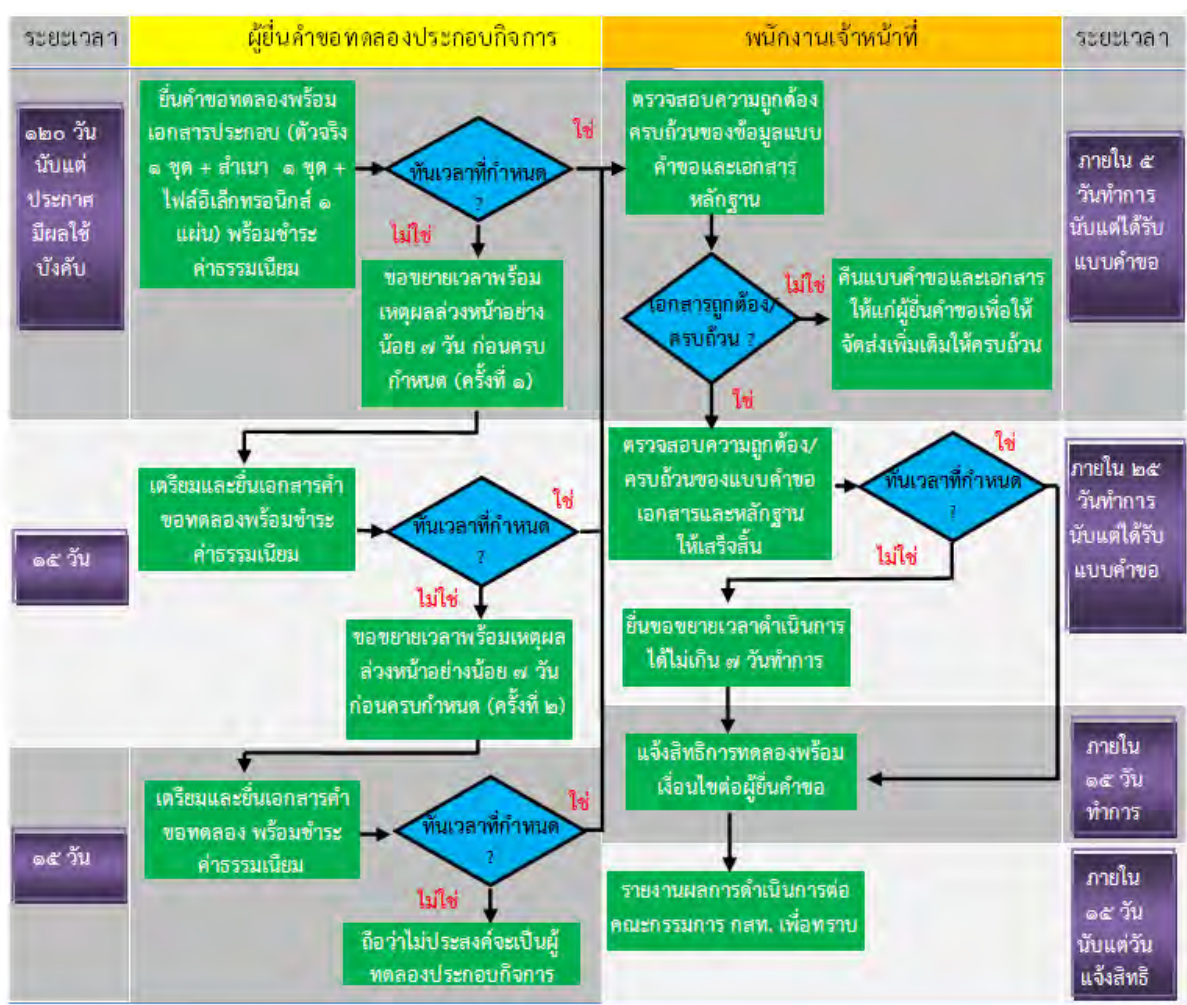 ระยะเวลา
ผู้ยื่นคำขอทดลองประกอบกิจการ
พนักงานเจ้าหน้าที่
ระยะเวลา
๑๒๐ วัน
นับแต่
ประกาศ
มีผลใช้
บังคับ
ยื่นคำขอทดลองพร้อม
เอกสารประกอบ (ตัวจริง
๑ ชุด + สำเนา ๑ ชุด +
ไฟล์อิเล็กทรอนิกส์ ๑
แผ่น) พร้อมชำระ
ค่าธรรมเนียม
ทันเวลาที่กำหนด
?
ใช่
ไม่ใช่
ขอขยายเวลาพร้อม
เหตุผลล่วงหน้าอย่าง
น้อย ๗ วัน ก่อนครบ
กำหนด (ครั้งที่ ๑)
ตรวจสอบความถูกต้อง
ครบถ้วนของข้อมูลแบบ
คำขอและเอกสาร
หลักฐาน
เอกสารถูกต้อง/
ครบถ้วน ?
ไม่ใช่
คืนแบบคำขอและเอกสาร
ให้แก่ผู้ยื่นคำขอเพื่อให้
จัดส่งเพิ่มเติมให้ครบถ้วน
ใช่
ภายใน ๕
วันทำการ
นับแต่ได้รับ
แบบคำขอ
๑๕ วัน
เตรียมและยื่นเอกสารคำ
ขอทดลองพร้อมชำระ
ค่าธรรมเนียม
ทันเวลาที่กำหนด
?
ใช่
ไม่ใช่
ขอขยายเวลาพร้อมเหตุผล
ล่วงหน้าอย่างน้อย ๗ วัน
ก่อนครบกำหนด (ครั้งที่ ๒)
ตรวจสอบความถูกต้อง/
ครบถ้วนของแบบคำขอ
เอกสารและหลักฐาน
ให้เสร็จสิ้น
ทันเวลาที่กำหนด
?
ใช่
ไม่ใช่
ยื่นขอขยายเวลาดำเนินการ
ได้ไม่เกิน ๗ วันทำการ
ภายใน ๒๕
วันทำการ
นับแต่ได้รับ
แบบคำขอ
แจ้งสิทธิการทดลองพร้อม
เงื่อนไขต่อผู้ยื่นคำขอ
ภายใน
๑๕ วัน
ทำการ
๑๕ วัน
เตรียมและยื่นเอกสารคำ
ขอทดลอง พร้อมชำระ
ค่าธรรมเนียม
ทันเวลาที่กำหนด
?
ใช่
ไม่ใช่
ถือว่าไม่ประสงค์จะเป็นผู้
ทดลองประกอบกิจการ
รายงานผลการดำเนินการต่อ
คณะกรรมการ กสท. เพื่อทราบ
ภายใน
๑๕ วัน
นับแต่วัน
แจ้งสิทธิ